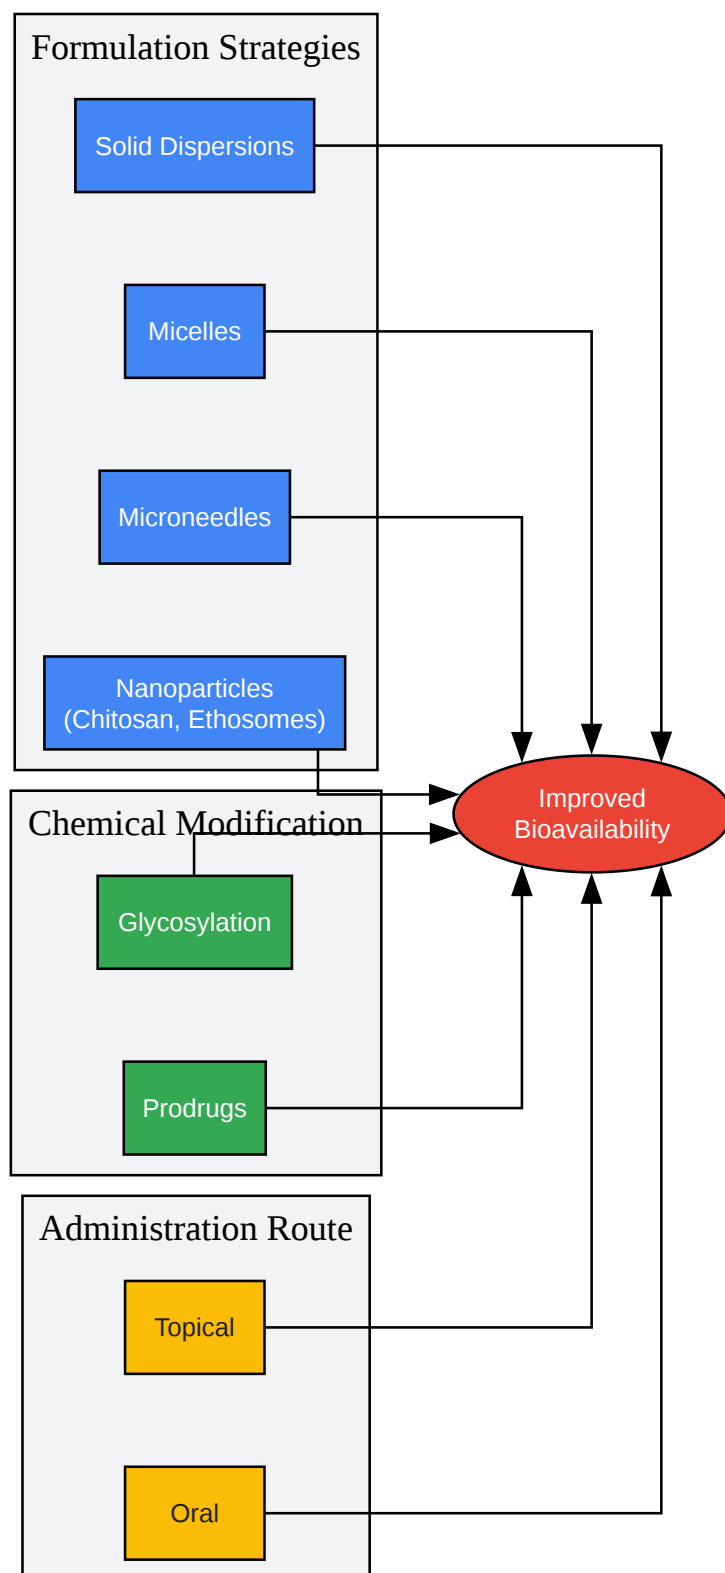 Formulation Strategies
Solid Dispersions
Micelles
Microneedles
Nanoparticles
(Chitosan, Ethosomes)
Improved
Bioavailability
Chemical Modification
Glycosylation
Prodrugs
Administration Route
Topical
Oral